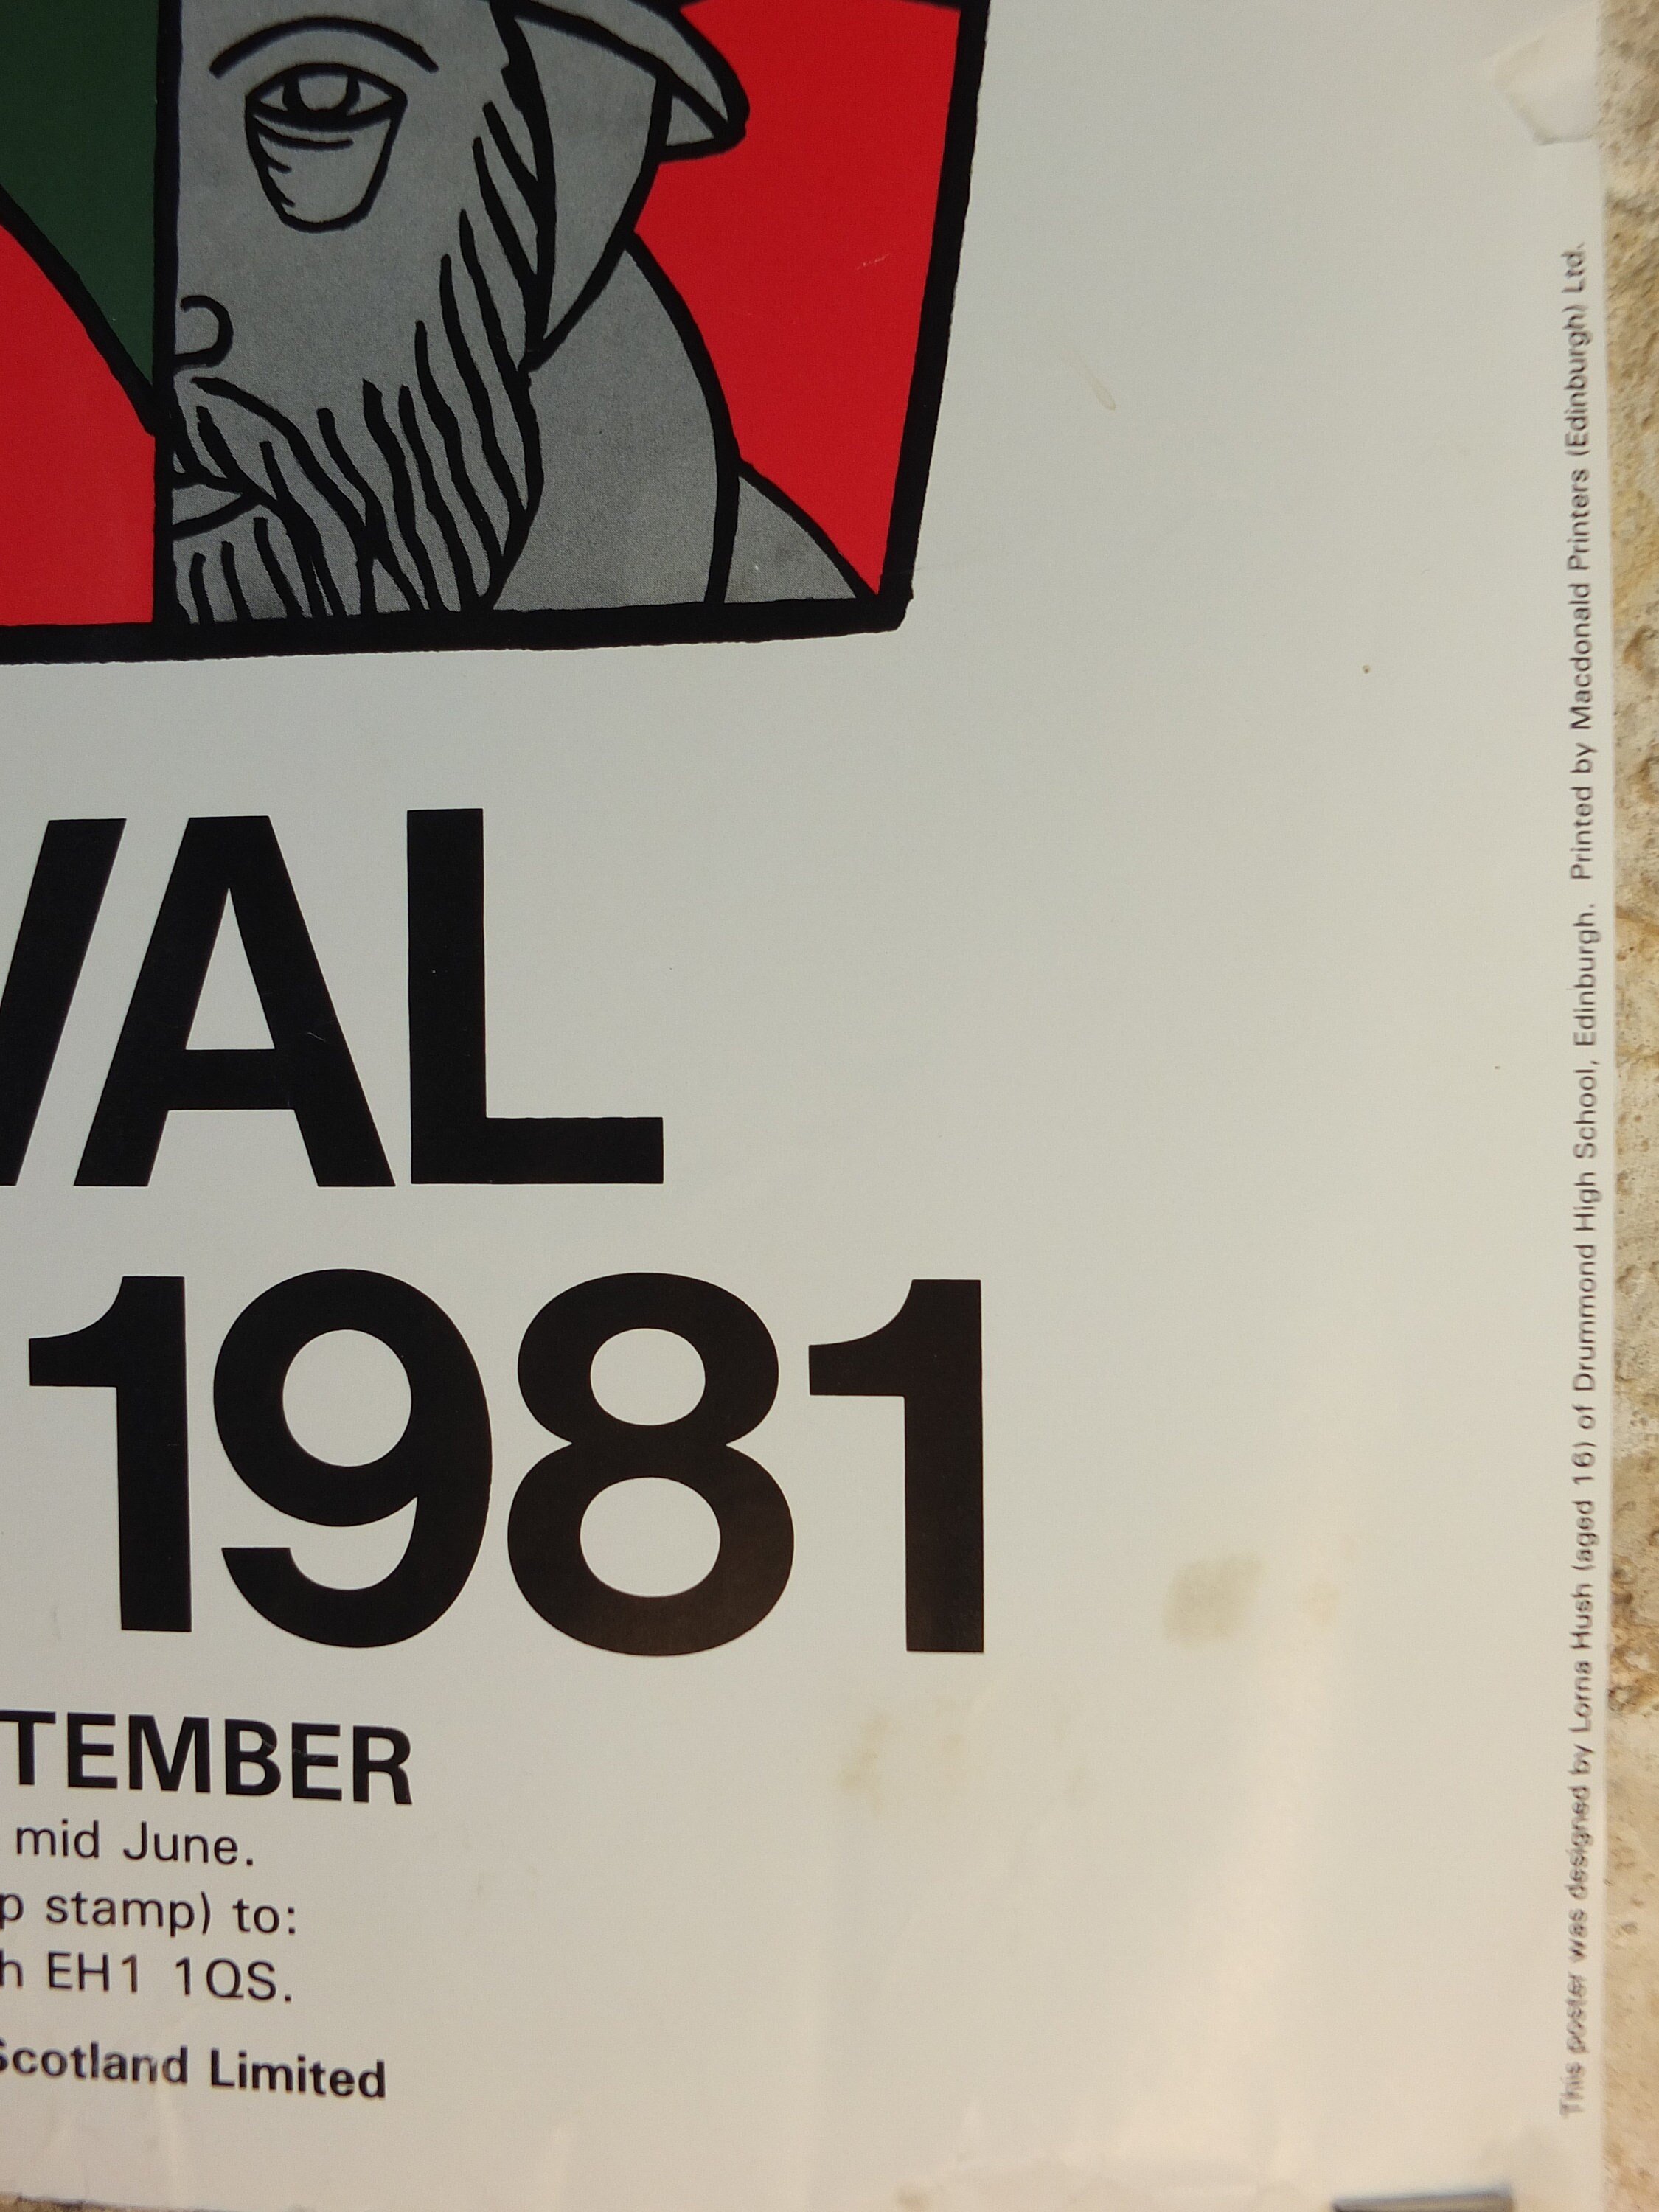 VAL
1981
TEMBER
mid June.
p stamp) to:
h EH1 1QS.
Scotland Limited
This poster was designed by Lorna Hush (aged 16) of Drummond High School, Edinburgh. Printed by Macdonald Printers (Edinburgh) Ltd.